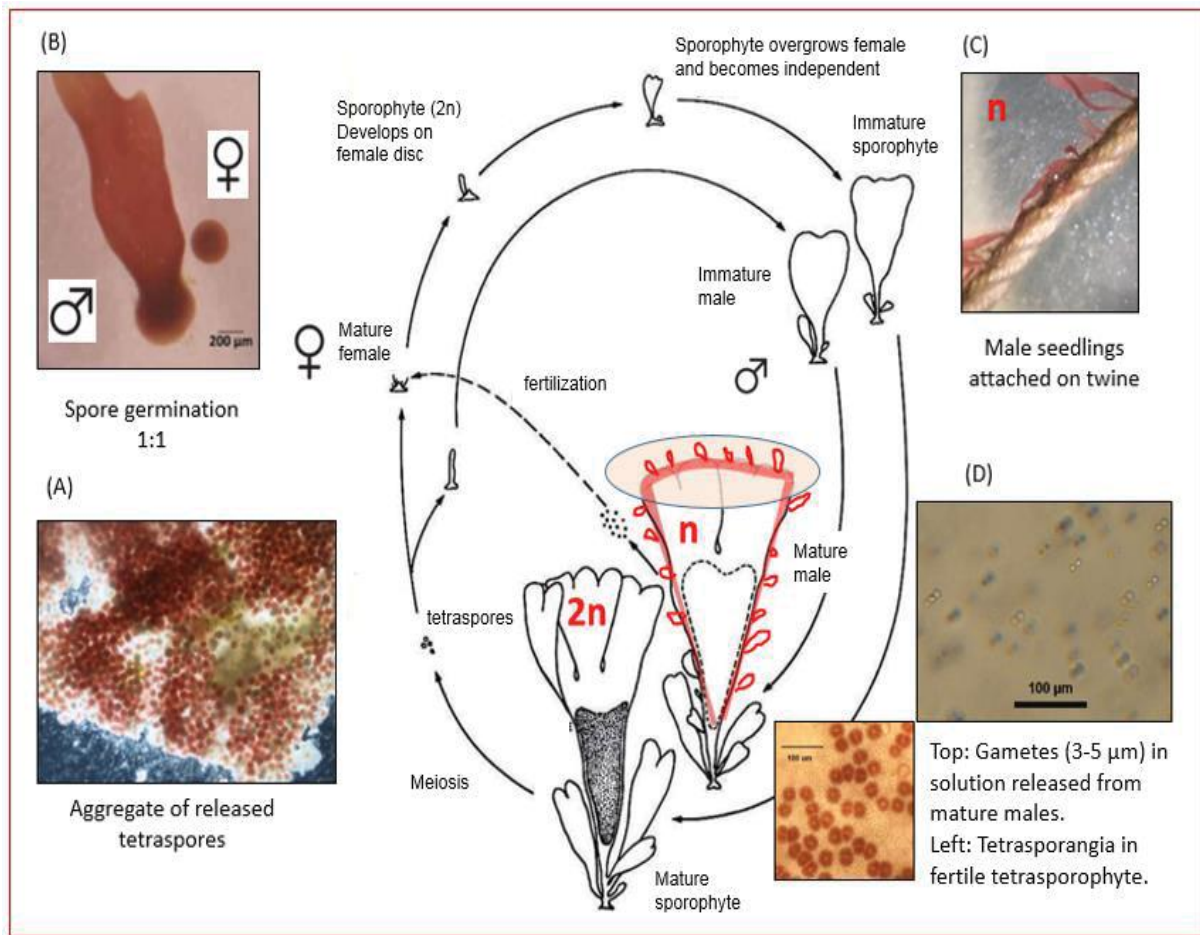 (B)
♀
♂
200 µm
Spore germination
1:1
(A)
Aggregate of released
tetraspores
Sporophyte overgrows female
and becomes independent
Sporophyte (2n)
Develops on
female disc
Immature
sporophyte
Immature
male
♂
♀
Mature
female
fertilization
n
Mature
male
tetraspores
2n
Meiosis
Mature
sporophyte
(C)
n
Male seedlings
attached on twine
(D)
100 µm
100 um
Top: Gametes (3-5 µm) in
solution released from
mature males.
Left: Tetrasporangia in
fertile tetrasporophyte.